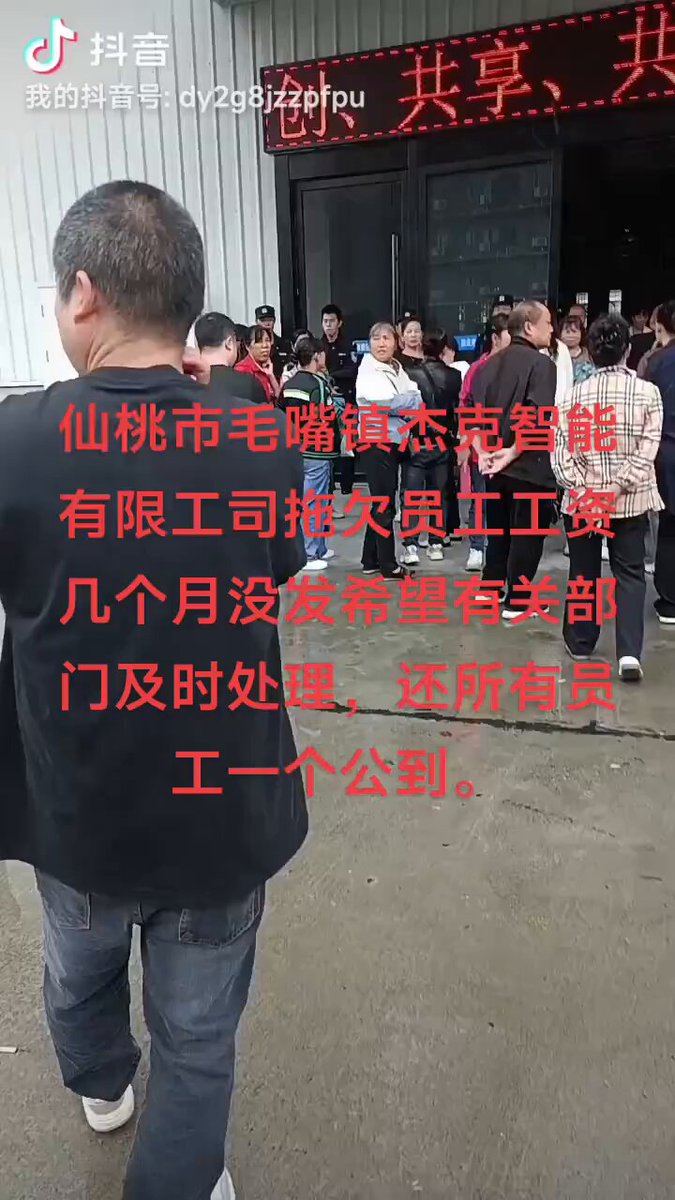 抖音
我的抖音号: dy2g8jzzpfpu
创、共享、共
仙桃市毛嘴镇杰克智能
有限工司拖欠员工工资
几个月没发希望有关部
门及时处理，还所有员
工一个公到。